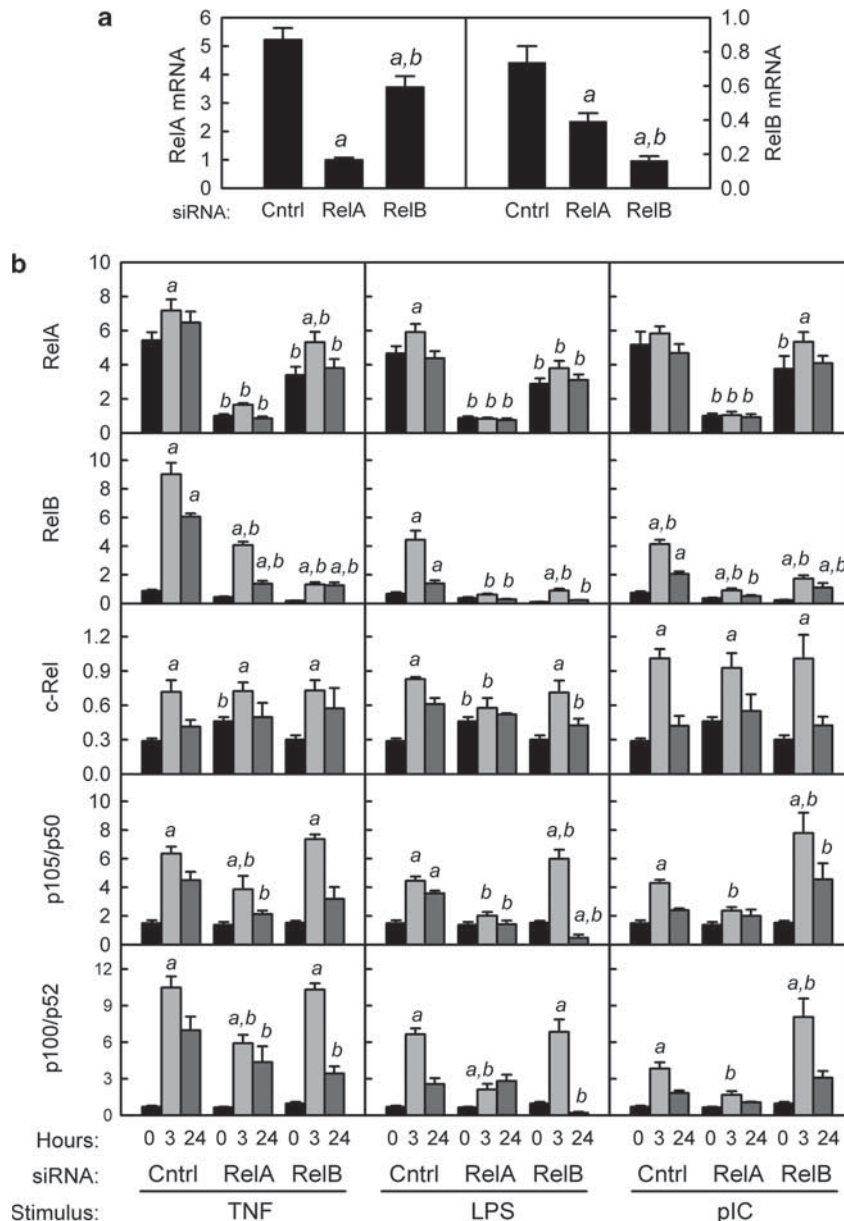 a
6 1.0
5 0.8
4 0.6
3 0.4
2 0.2
1 0.0
0
RelA mRNA
RelB mRNA
a,b
a
a
a,b
siRNA: Cntrl RelA RelB Cntrl RelA RelB
b
RelA
10
8
6
4
2
0
a a,b b b b b b
a b b b b b b
b b b b a
RelB
10
8
6
4
2
0
a a a,b a,b a,b a,b
a a b b a,b b
a,b a a,b b a,b a,b
c-Rel
1.2
0.9
0.6
0.3
0.0
a b a a
a b b a b
a a a
p105/p50
10
8
6
4
2
0
a a,b b a
a a b b a,b a,b
a b a,b b
p100/p52
12
9
6
3
0
a a,b b a b
a a,b a b
a b a,b
Hours: 0 3 24 0 3 24 0 3 24 0 3 24 0 3 24 0 3 24 0 3 24 0 3 24 0 3 24
siRNA: Cntrl RelA RelB Cntrl RelA RelB Cntrl RelA RelB
Stimulus: TNF LPS pIC